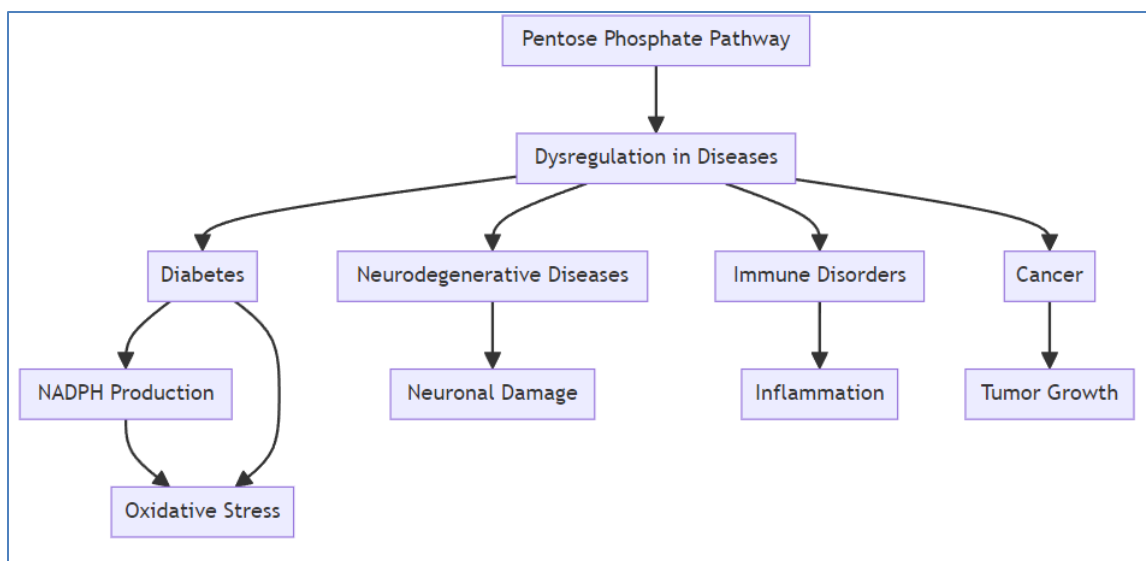 Pentose Phosphate Pathway
Dysregulation in Diseases
Diabetes
Neurodegenerative Diseases
Immune Disorders
Cancer
NADPH Production
Neuronal Damage
Inflammation
Tumor Growth
Oxidative Stress